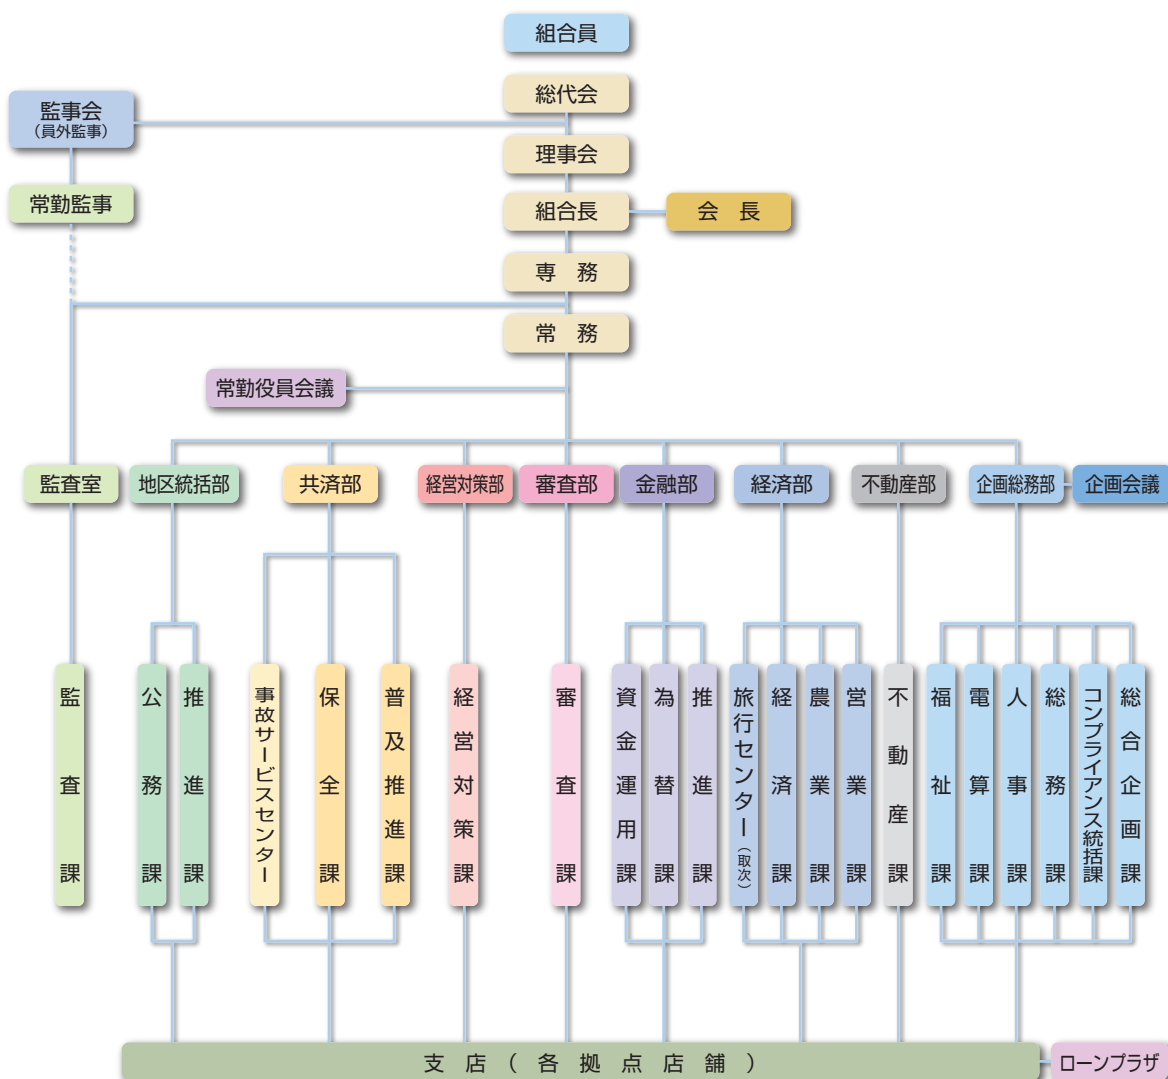 組合員
総代会
監事会
（員外監事）
理事会
常勤監事
組合長
会　長
専　務
常　務
常勤役員会議
監査室
地区統括部
共済部
経営対策部
審査部
金融部
経済部
不動産部
企画総務部
企画会議
監査課
公務課
推進課
事故サービスセンター
保全課
普及推進課
経営対策課
審査課
資金運用課
為替課
推進課
旅行センター（取次）
経済課
農業課
営業課
不動産課
福祉課
電算課
人事課
総務課
コンプライアンス統括課
総合企画課
支店（各拠点店舗）
ローンプラザ